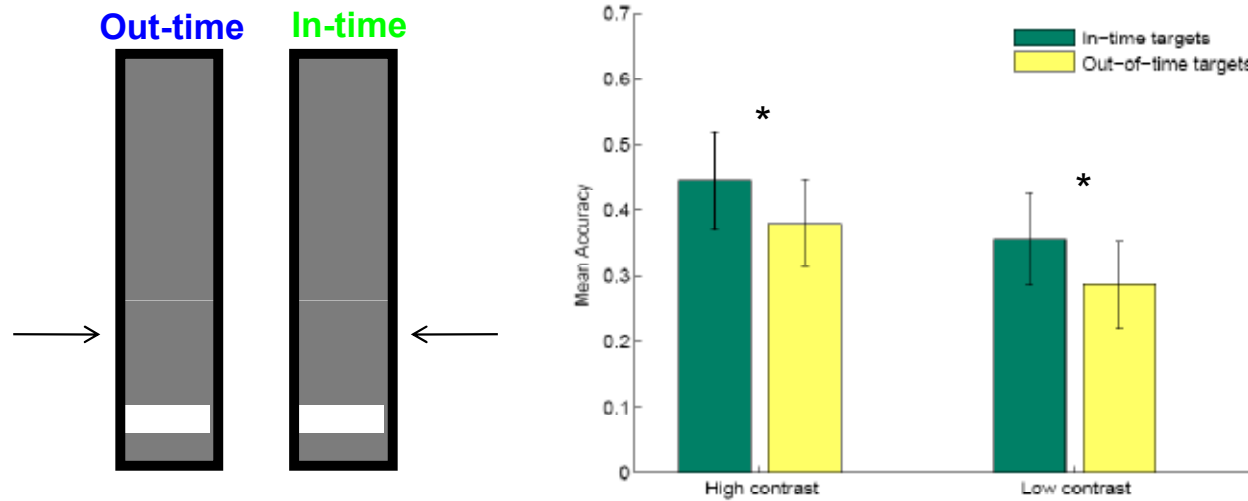 Out-time In-time
0.7
0.6
0.5
0.4
0.3
0.2
0.1
0
Mean Accuracy
In-time targets
Out-of-time targets
*
*
High contrast
Low contrast